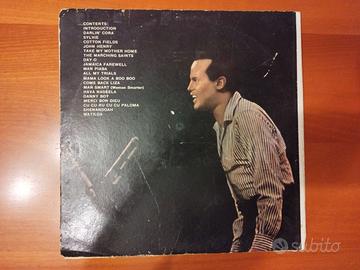 ...CONTENTS:
INTRODUCTION
DARLIN' CORA
SYLVIE
COTTON FIELDS
JOHN HENRY
TAKE MY MOTHER HOME
THE MARCHING SAINTS
DAY-O
JAMAICA FAREWELL
MAN PIABA
ALL MY TRIALS
MAMA LOOK A BOO BOO
COME BACK LIZA
MAN SMART (Woman Smarter)
HAVA NAGEELA
DANNY BOY
MERCI BON DIEU
CU CU RU CU CU PALOMA
SHENANDOAH
MATILDA
subito